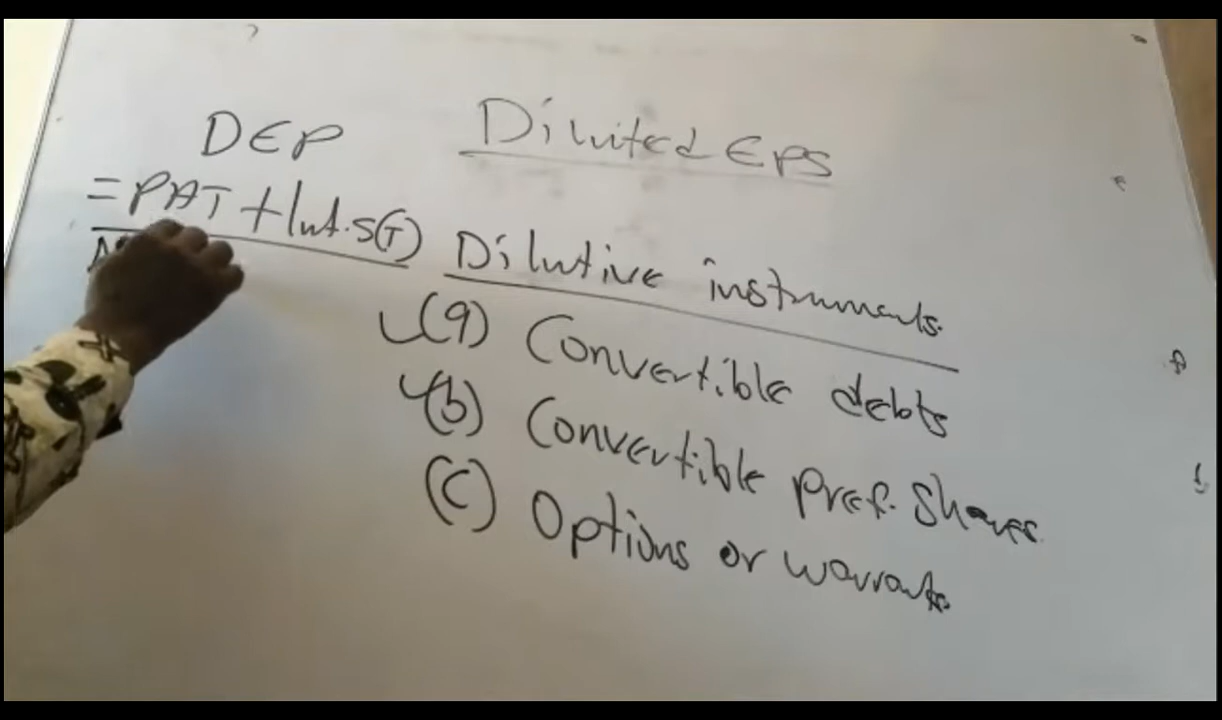 Diluted EPS
DEP
= PAT + Int.s(T)
Dilutive instruments.
(a) Convertible debts
(b) Convertible pref. Shares.
(c) Options or warrants